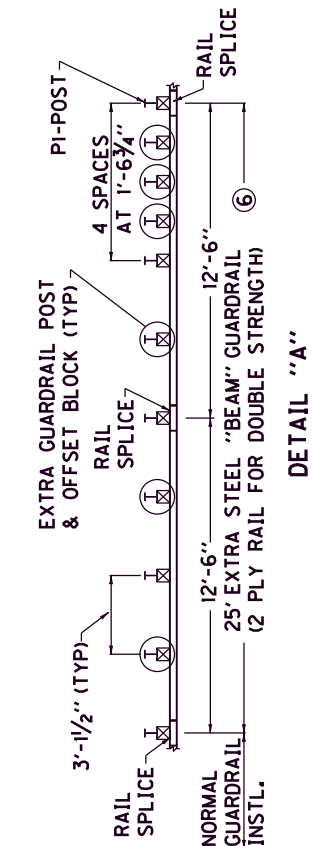 P1-POST
4 SPACES
AT 1'-6¾"
RAIL
SPLICE
EXTRA GUARDRAIL POST
& OFFSET BLOCK (TYP)
RAIL
SPLICE
3'-1½" (TYP)
RAIL
SPLICE
12'-6"
12'-6"
25' EXTRA STEEL "BEAM" GUARDRAIL
(2 PLY RAIL FOR DOUBLE STRENGTH)
6
NORMAL
GUARDRAIL
INSTL.
DETAIL "A"